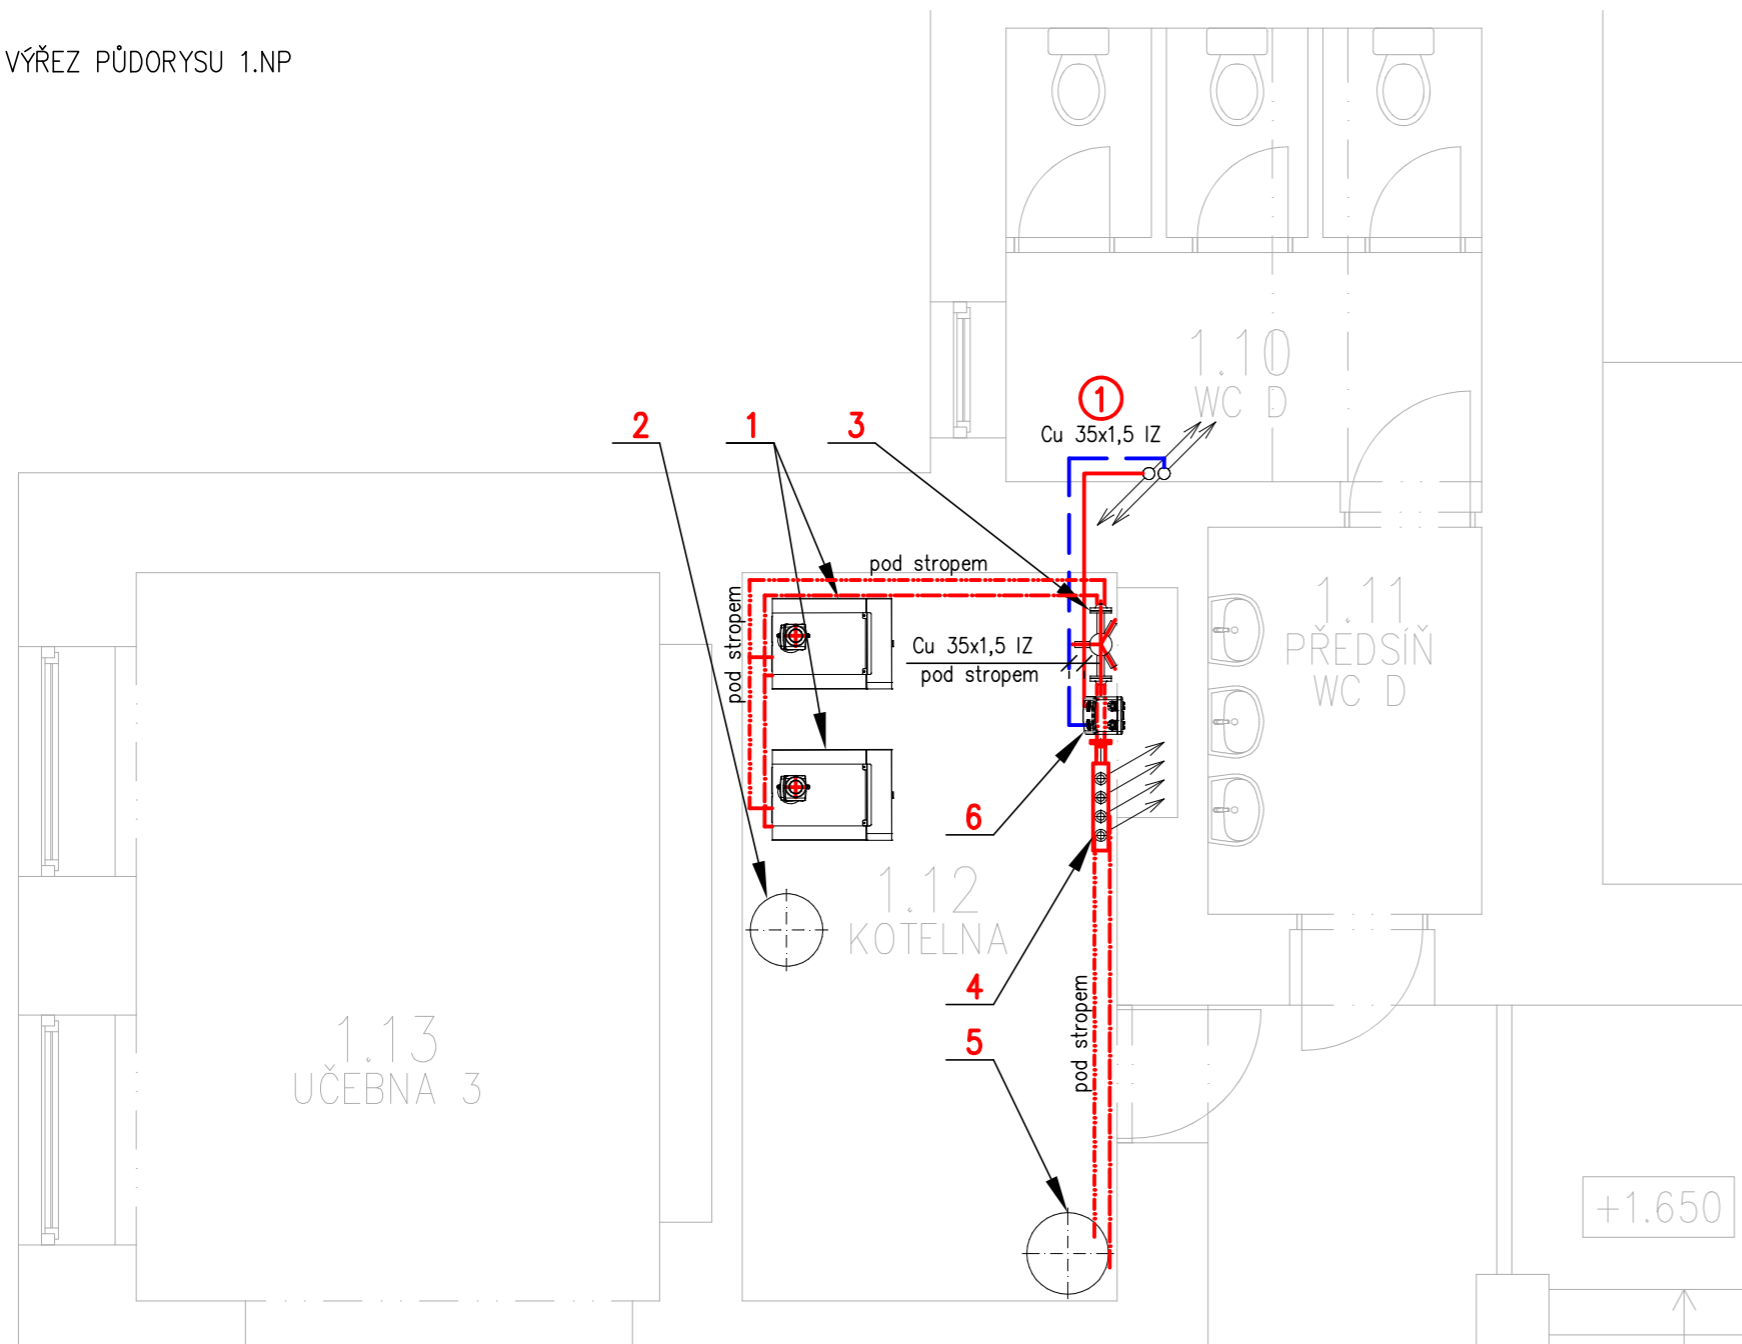 VÝŘEZ PŮDORYSU 1.NP
1.10
WC D
1
Cu 35x1,5 IZ
2
1
3
pod stropem
pod stropem
Cu 35x1,5 IZ
pod stropem
1.11
PŘEDSÍŇ
WC D
6
1.12
KOTELNA
4
5
pod stropem
1.13
UČEBNA 3
+1.650